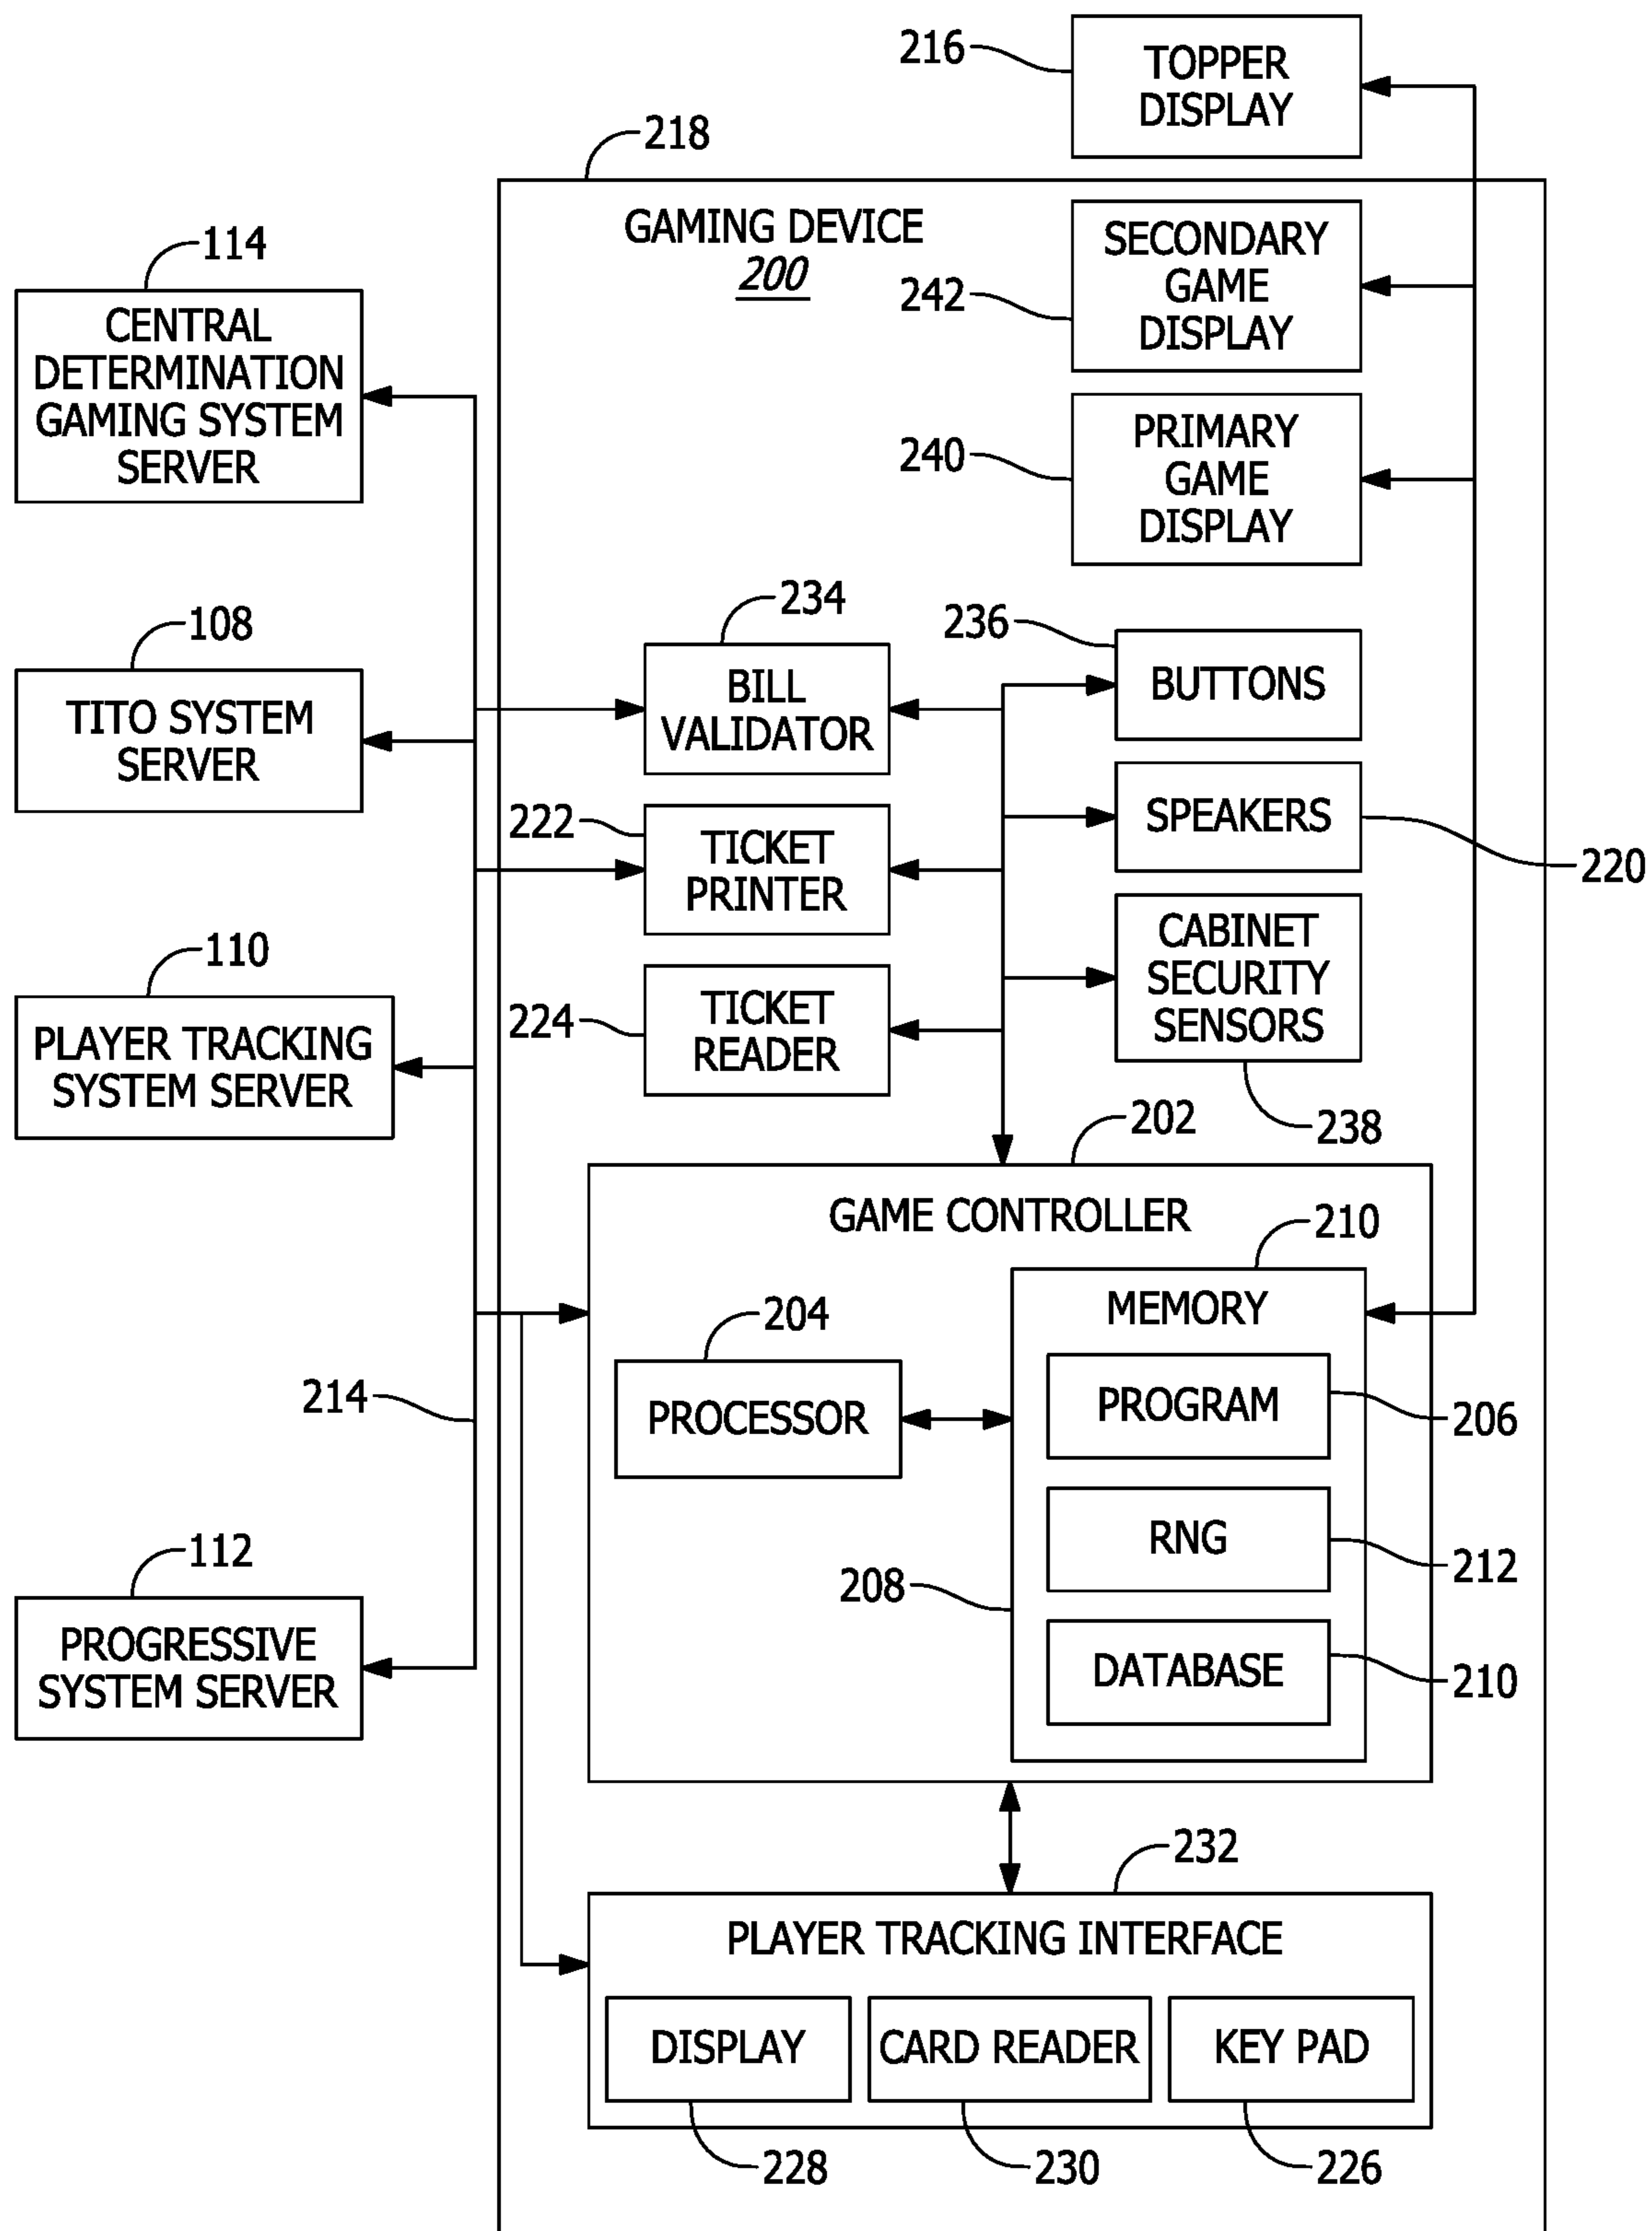 216
TOPPER
DISPLAY
218
GAMING DEVICE
200
SECONDARY
GAME
DISPLAY
242
114
CENTRAL
DETERMINATION
GAMING SYSTEM
SERVER
PRIMARY
GAME
DISPLAY
240
108
TITO SYSTEM
SERVER
234
BILL
VALIDATOR
236
BUTTONS
222
TICKET
PRINTER
SPEAKERS
220
110
PLAYER TRACKING
SYSTEM SERVER
224
TICKET
READER
CABINET
SECURITY
SENSORS
238
202
GAME CONTROLLER
210
MEMORY
204
PROCESSOR
214
PROGRAM
206
RNG
212
208
DATABASE
210
112
PROGRESSIVE
SYSTEM SERVER
232
PLAYER TRACKING INTERFACE
DISPLAY
CARD READER
KEY PAD
228
230
226